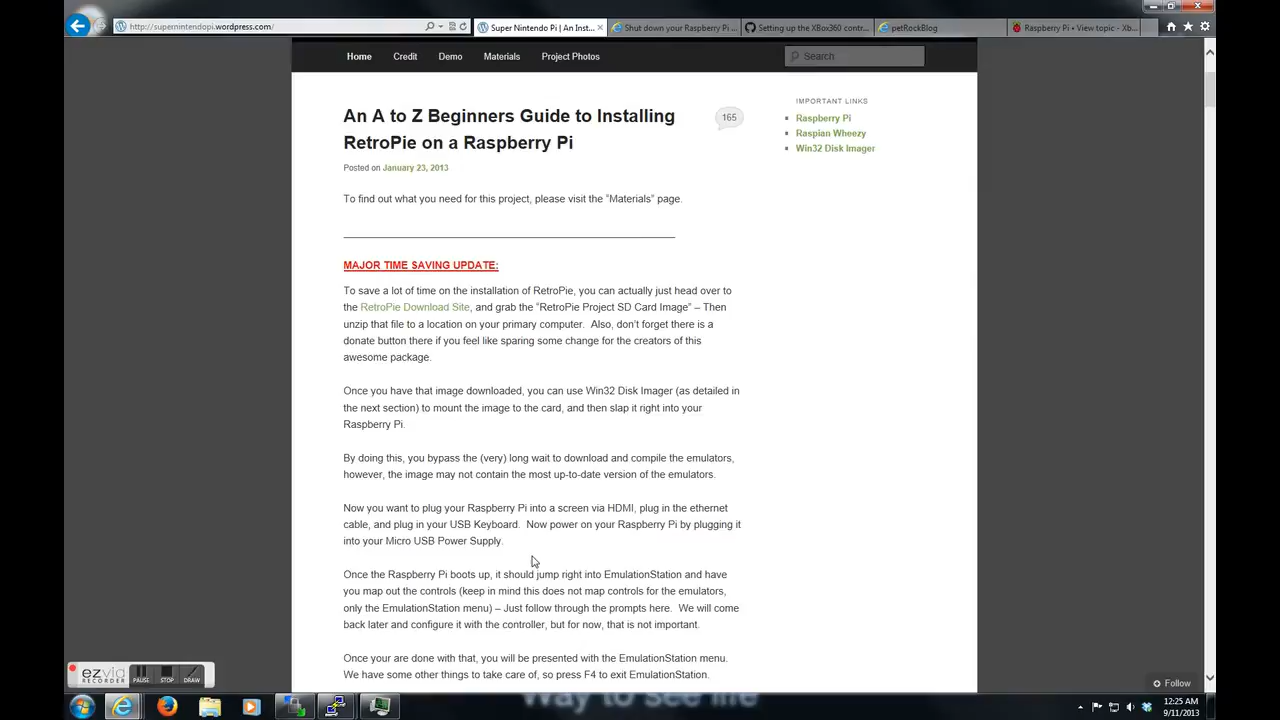 http://supernintendopi.wordpress.com/
Super Nintendo Pi | An Inst...
Shut down your Raspberry Pi ...
Setting up the XBox360 contr...
petRockBlog
Raspberry Pi • View topic - Xb...
Home
Credit
Demo
Materials
Project Photos
Search
An A to Z Beginners Guide to Installing
RetroPie on a Raspberry Pi
165
Posted on January 23, 2013
To find out what you need for this project, please visit the "Materials" page.
MAJOR TIME SAVING UPDATE:
To save a lot of time on the installation of RetroPie, you can actually just head over to
the RetroPie Download Site, and grab the "RetroPie Project SD Card Image" – Then
unzip that file to a location on your primary computer. Also, don't forget there is a
donate button there if you feel like sparing some change for the creators of this
awesome package.
Once you have that image downloaded, you can use Win32 Disk Imager (as detailed in
the next section) to mount the image to the card, and then slap it right into your
Raspberry Pi.
By doing this, you bypass the (very) long wait to download and compile the emulators,
however, the image may not contain the most up-to-date version of the emulators.
Now you want to plug your Raspberry Pi into a screen via HDMI, plug in the ethernet
cable, and plug in your USB Keyboard. Now power on your Raspberry Pi by plugging it
into your Micro USB Power Supply.
Once the Raspberry Pi boots up, it should jump right into EmulationStation and have
you map out the controls (keep in mind this does not map controls for the emulators,
only the EmulationStation menu) – Just follow through the prompts here. We will come
back later and configure it with the controller, but for now, that is not important.
Once your are done with that, you will be presented with the EmulationStation menu.
We have some other things to take care of, so press F4 to exit EmulationStation.
IMPORTANT LINKS
Raspberry Pi
Raspian Wheezy
Win32 Disk Imager
Follow
ezvid
RECORDER
PAUSE
STOP
DRAW
Way to see life
12:25 AM
9/11/2013